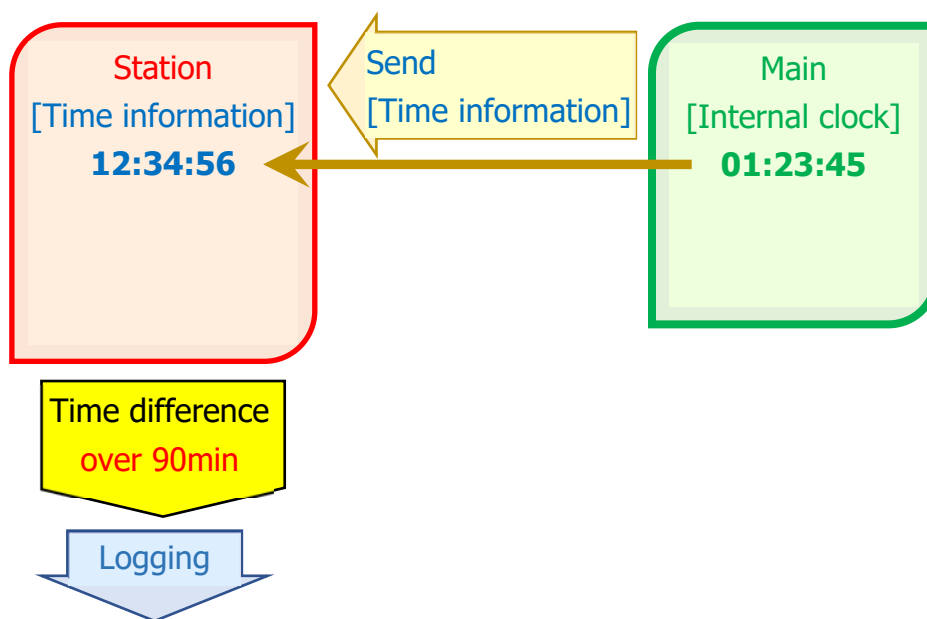 Station
[Time information]
12:34:56
Send
[Time information]
Main
[Internal clock]
01:23:45
Time difference
over 90min
Logging